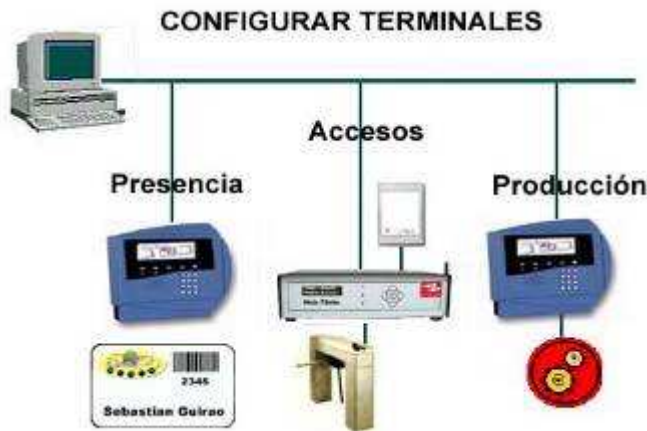 CONFIGURAR TERMINALES
Accesos
Presencia
Producción
2346
Sebastian Guirao